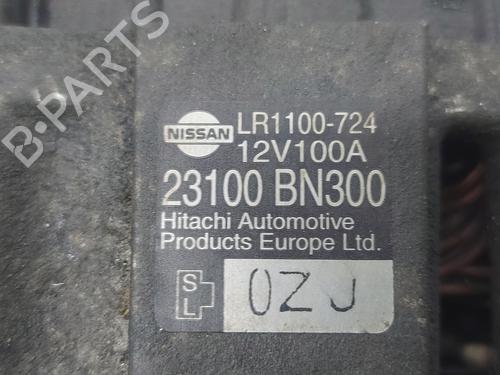 NISSAN LR1100-724
12V100A
23100 BN300
Hitachi Automotive
Products Europe Ltd.
S
L
0ZJ
B-PARTS